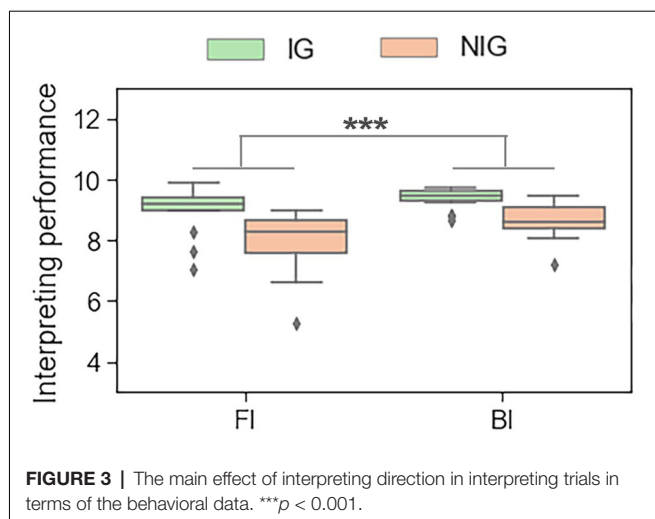 IG NIG
***
Interpreting performance
12
10
8
6
4
FI BI
FIGURE 3 | The main effect of interpreting direction in interpreting trials in
terms of the behavioral data. ***p < 0.001.